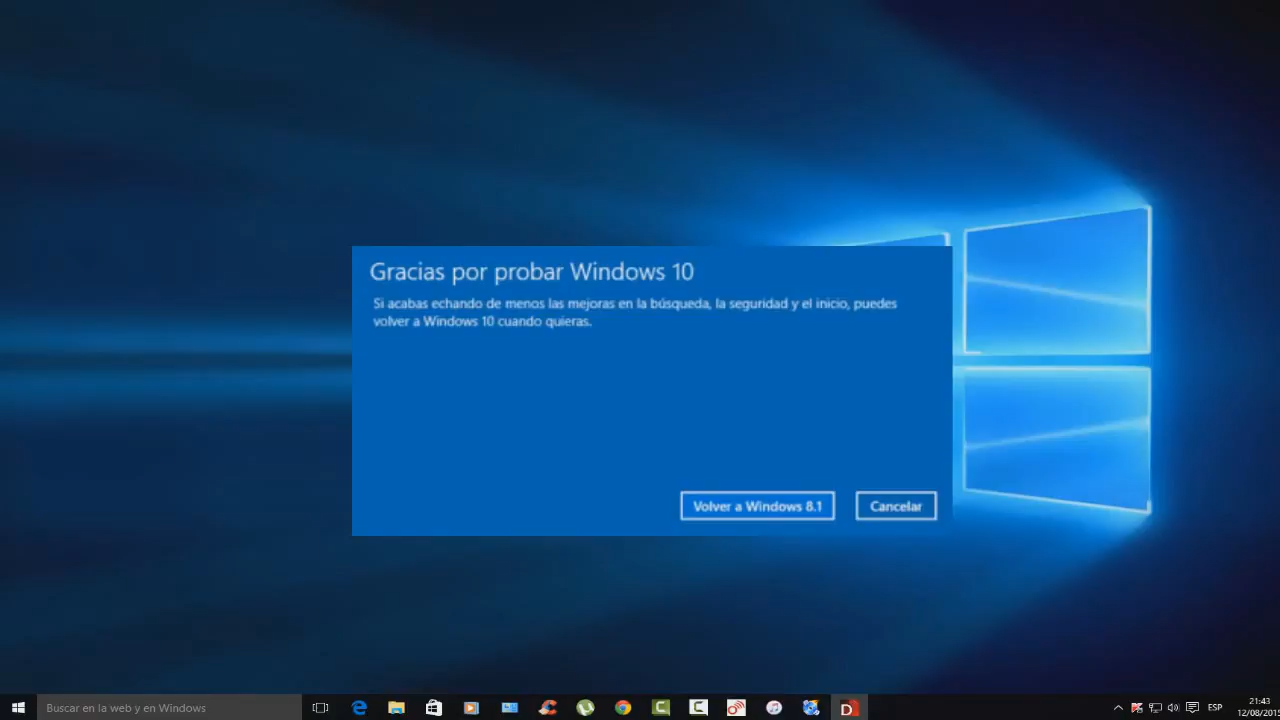 Gracias por probar Windows 10
Si acabas echando de menos las mejoras en la búsqueda, la seguridad y el inicio, puedes
volver a Windows 10 cuando quieras.
Volver a Windows 8.1
Cancelar
Buscar en la web y en Windows
ESP
21:43
12/08/2015